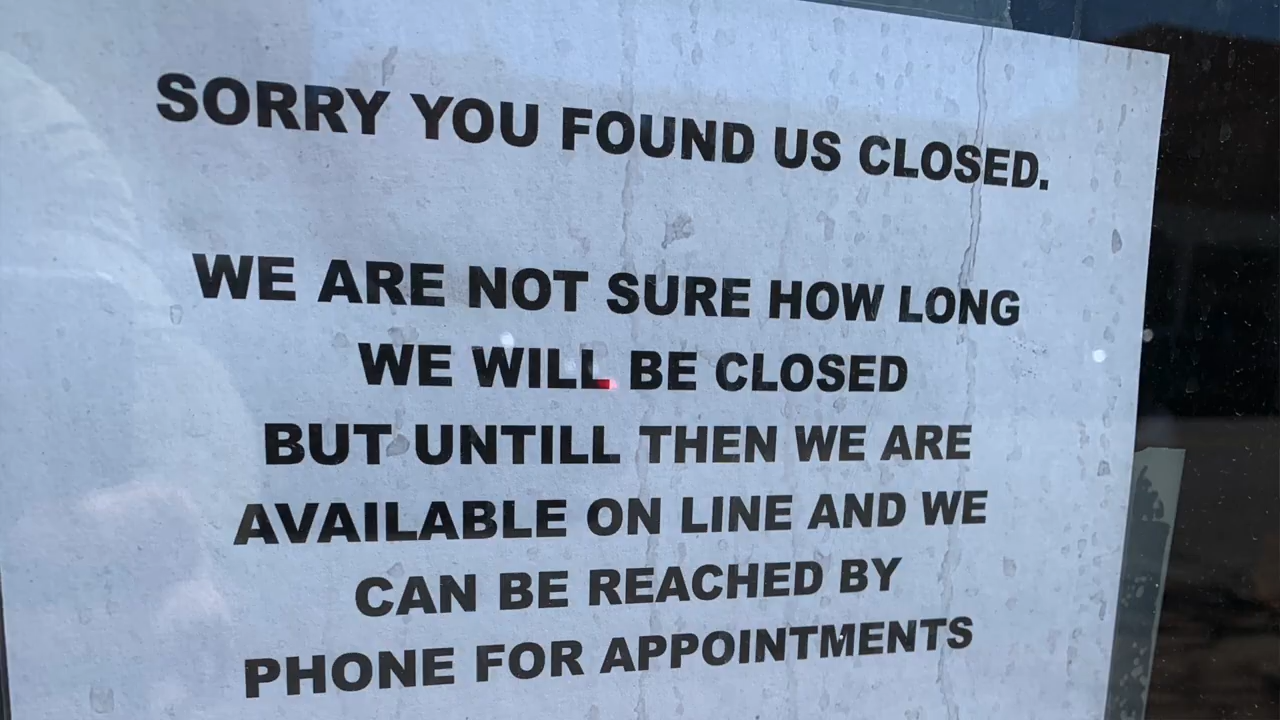 SORRY YOU FOUND US CLOSED.
WE ARE NOT SURE HOW LONG
WE WILL BE CLOSED
BUT UNTILL THEN WE ARE
AVAILABLE ON LINE AND WE
CAN BE REACHED BY
PHONE FOR APPOINTMENTS